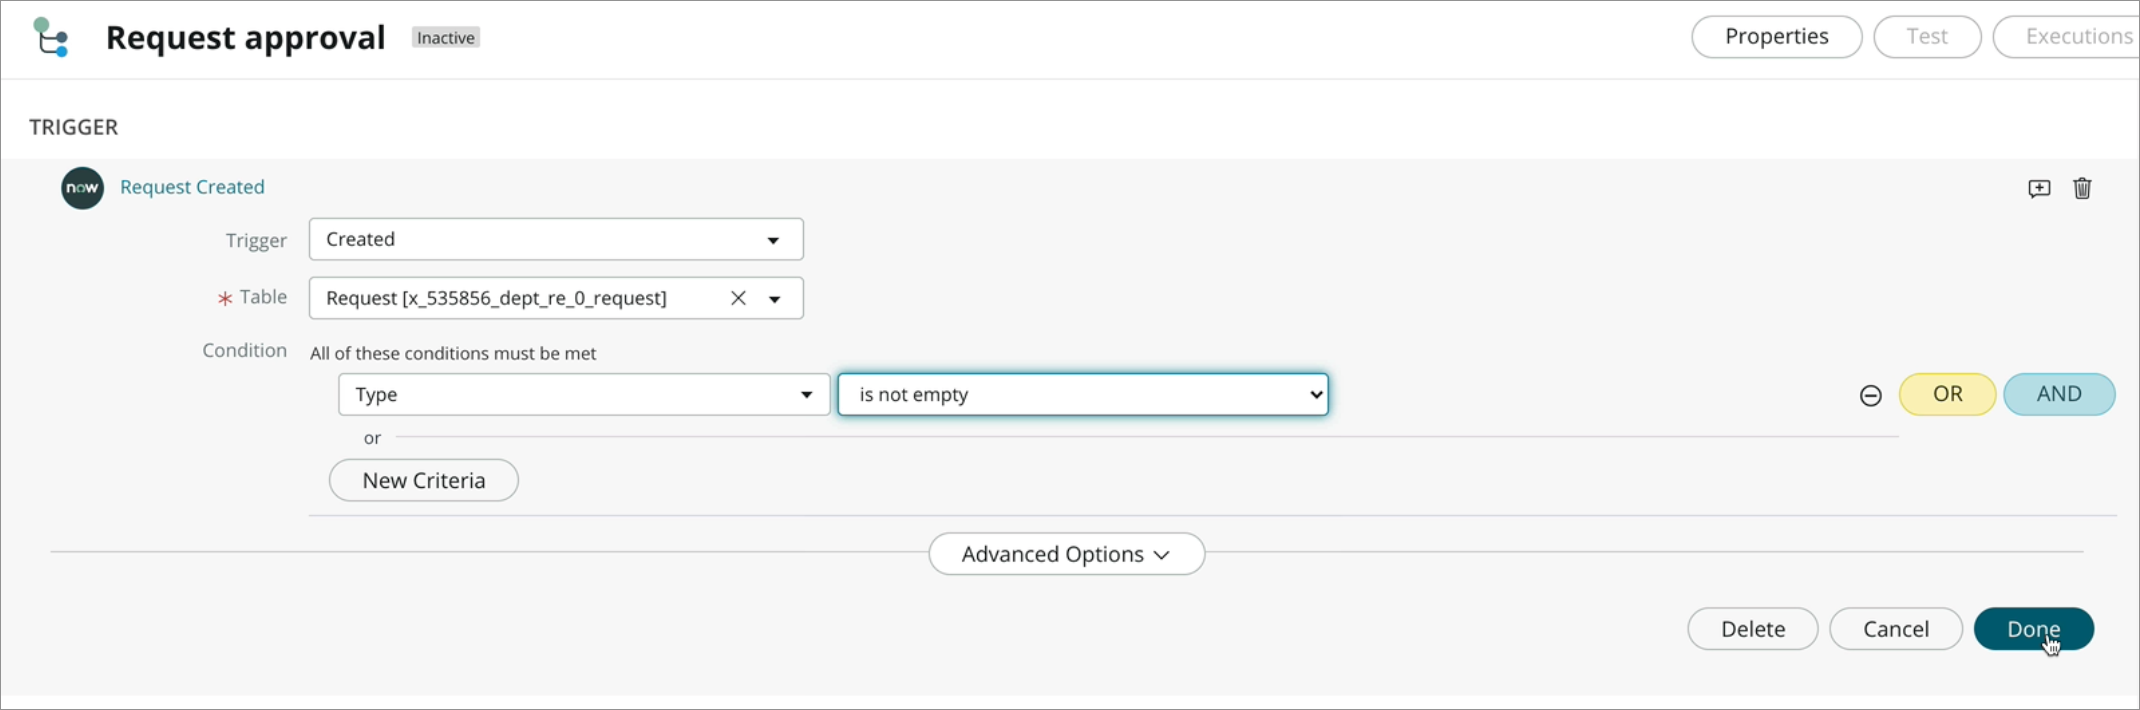 Request approval Inactive Properties Test Executions
TRIGGER
now Request Created
Trigger Created
* Table Request [x_535856_dept_re_0_request]
Condition All of these conditions must be met
Type is not empty OR AND
or
New Criteria
Advanced Options
Delete Cancel Done